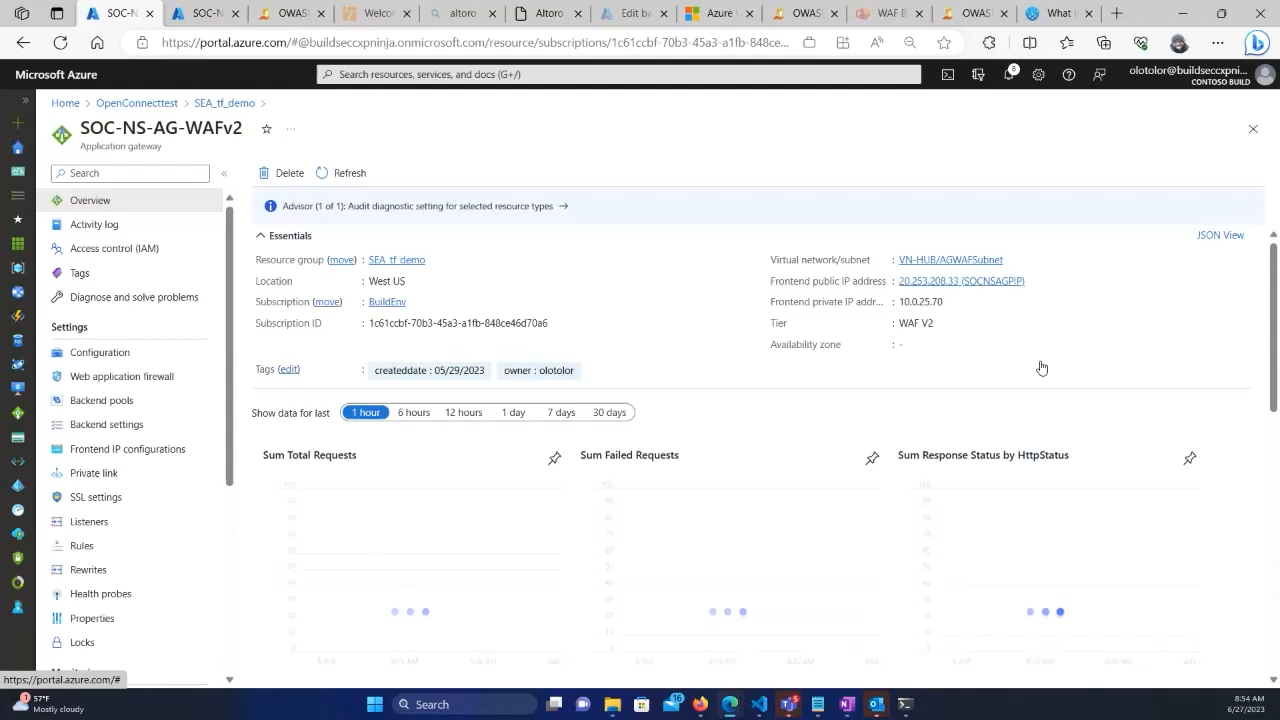 SOC-N
SOC-N
OWAS
Welco
altoro
Altoro
Edit ba
Azure
OWAS
WAF B
OWAS
What
https://portal.azure.com/#@buildseccxpninja.onmicrosoft.com/resource/subscriptions/1c61ccbf-70b3-45a3-a1fb-848ce...
Microsoft Azure
Search resources, services, and docs (G+/)
8
olotolor@buildseccxpni...
CONTOSO BUILD
Home > OpenConnecttest > SEA_tf_demo >
SOC-NS-AG-WAFv2
Application gateway
Search
Delete
Refresh
Overview
Activity log
Access control (IAM)
Tags
Diagnose and solve problems
Settings
Configuration
Web application firewall
Backend pools
Backend settings
Frontend IP configurations
Private link
SSL settings
Listeners
Rules
Rewrites
Health probes
Properties
Locks
Advisor (1 of 1): Audit diagnostic setting for selected resource types →
Essentials
JSON View
Resource group (move) : SEA_tf_demo
Location : West US
Subscription (move) : BuildEnv
Subscription ID : 1c61ccbf-70b3-45a3-a1fb-848ce46d70a6
Virtual network/subnet : VN-HUB/AGWAFSubnet
Frontend public IP address : 20.253.208.33 (SOCNSAGPIP)
Frontend private IP addr... : 10.0.25.70
Tier : WAF V2
Availability zone : -
Tags (edit) : createddate : 05/29/2023 owner : olotolor
Show data for last
1 hour
6 hours
12 hours
1 day
7 days
30 days
Sum Total Requests
Sum Failed Requests
Sum Response Status by HttpStatus
https://portal.azure.com/#
1
57°F
Mostly cloudy
Search
16
5
8:54 AM
6/27/2023